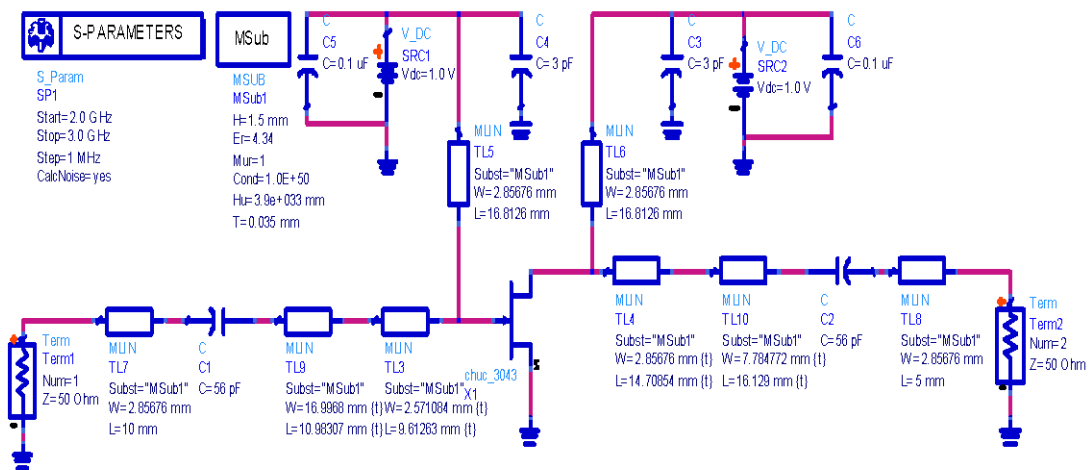 S-PARAMETERS
S_Param
SP1
Start=2.0 GHz
Stop=3.0 GHz
Step=1 MHz
CalcNoise=yes
MSub
MSUB
MSub1
H=1.5 mm
Er=4.34
Mur=1
Cond=1.0E+50
Hu=3.9e+033 mm
T=0.035 mm
C
C5
C=0.1 uF
V_DC
SRC1
Vdc=1.0 V
C
C4
C=3 pF
C
C3
C=3 pF
V_DC
SRC2
Vdc=1.0 V
C
C6
C=0.1 uF
MLIN
TL5
Subst="MSub1"
W=2.85676 mm
L=16.8126 mm
MLIN
TL6
Subst="MSub1"
W=2.85676 mm
L=16.8126 mm
Term
Term1
Num=1
Z=50 Ohm
MLIN
TL7
Subst="MSub1"
W=2.85676 mm
L=10 mm
C
C1
C=56 pF
MLIN
TL9
Subst="MSub1"
W=16.9968 mm {t}
L=10.98307 mm {t}
MLIN
TL3
Subst="MSub1"
W=2.571084 mm {t}
L=9.61263 mm {t}
chuc_3043
X1
MLIN
TL4
Subst="MSub1"
W=2.85676 mm {t}
L=14.70854 mm {t}
MLIN
TL10
Subst="MSub1"
W=7.784772 mm {t}
L=16.129 mm {t}
C
C2
C=56 pF
MLIN
TL8
Subst="MSub1"
W=2.85676 mm
L=5 mm
Term
Term2
Num=2
Z=50 Ohm